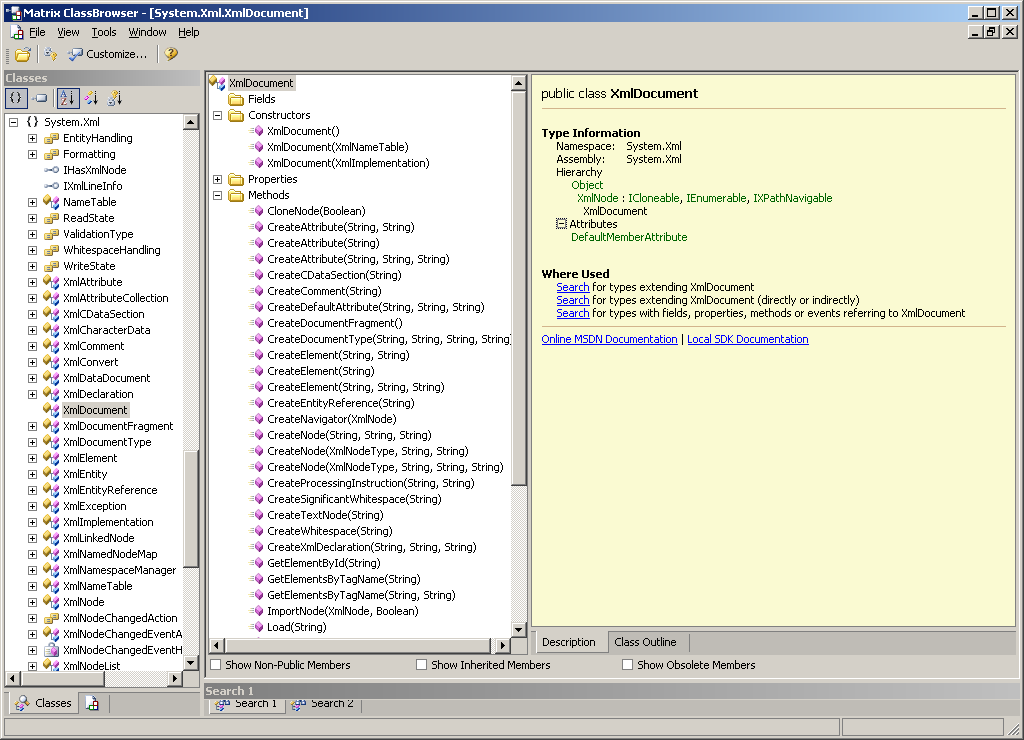 Matrix ClassBrowser - [System.Xml.XmlDocument]
File View Tools Window Help
Customize...
Classes
{} System.Xml
EntityHandling
Formatting
IHasXmlNode
IXmlLineInfo
NameTable
ReadState
ValidationType
WhitespaceHandling
WriteState
XmlAttribute
XmlAttributeCollection
XmlCDataSection
XmlCharacterData
XmlComment
XmlConvert
XmlDataDocument
XmlDeclaration
XmlDocument
XmlDocumentFragment
XmlDocumentType
XmlElement
XmlEntity
XmlEntityReference
XmlException
XmlImplementation
XmlLinkedNode
XmlNamedNodeMap
XmlNamespaceManager
XmlNameTable
XmlNode
XmlNodeChangedAction
XmlNodeChangedEventA
XmlNodeChangedEventH
XmlNodeList
Classes
XmlDocument
Fields
Constructors
XmlDocument()
XmlDocument(XmlNameTable)
XmlDocument(XmlImplementation)
Properties
Methods
CloneNode(Boolean)
CreateAttribute(String, String)
CreateAttribute(String)
CreateAttribute(String, String, String)
CreateCDataSection(String)
CreateComment(String)
CreateDefaultAttribute(String, String, String)
CreateDocumentFragment()
CreateDocumentType(String, String, String, String)
CreateElement(String, String)
CreateElement(String)
CreateElement(String, String, String)
CreateEntityReference(String)
CreateNavigator(XmlNode)
CreateNode(String, String, String)
CreateNode(XmlNodeType, String, String)
CreateNode(XmlNodeType, String, String, String)
CreateProcessingInstruction(String, String)
CreateSignificantWhitespace(String)
CreateTextNode(String)
CreateWhitespace(String)
CreateXmlDeclaration(String, String, String)
GetElementById(String)
GetElementsByTagName(String)
GetElementsByTagName(String, String)
ImportNode(XmlNode, Boolean)
Load(String)
public class XmlDocument
Type Information
Namespace: System.Xml
Assembly: System.Xml
Hierarchy
Object
XmlNode : ICloneable, IEnumerable, IXPathNavigable
XmlDocument
Attributes
DefaultMemberAttribute
Where Used
Search for types extending XmlDocument
Search for types extending XmlDocument (directly or indirectly)
Search for types with fields, properties, methods or events referring to XmlDocument
Online MSDN Documentation | Local SDK Documentation
Description Class Outline
Show Non-Public Members Show Inherited Members Show Obsolete Members
Search 1
Search 1 Search 2